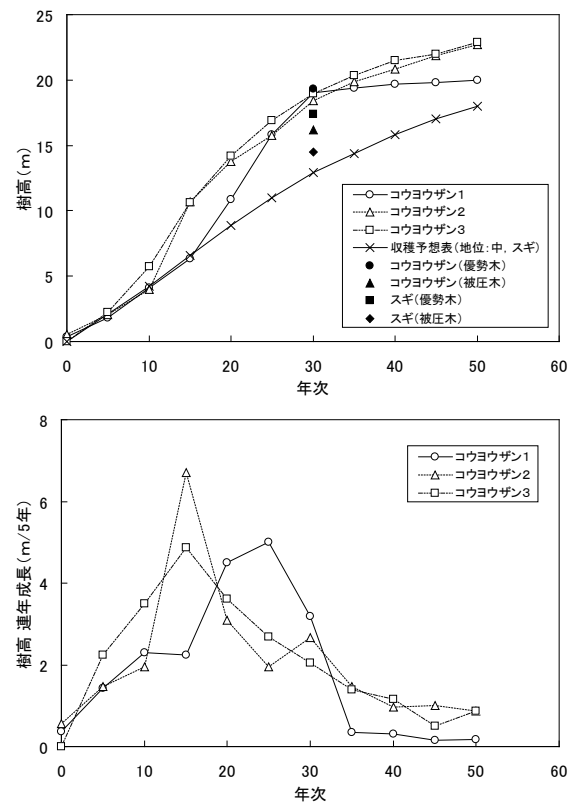 25
20
15
10
5
0
樹高(m)
コウヨウザン1
コウヨウザン2
コウヨウザン3
収穫予想表(地位:中, スギ)
コウヨウザン(優勢木)
コウヨウザン(被圧木)
スギ(優勢木)
スギ(被圧木)
0 10 20 30 40 50 60
年次
8
6
4
2
0
樹高 連年成長(m/5年)
コウヨウザン1
コウヨウザン2
コウヨウザン3
0 10 20 30 40 50 60
年次